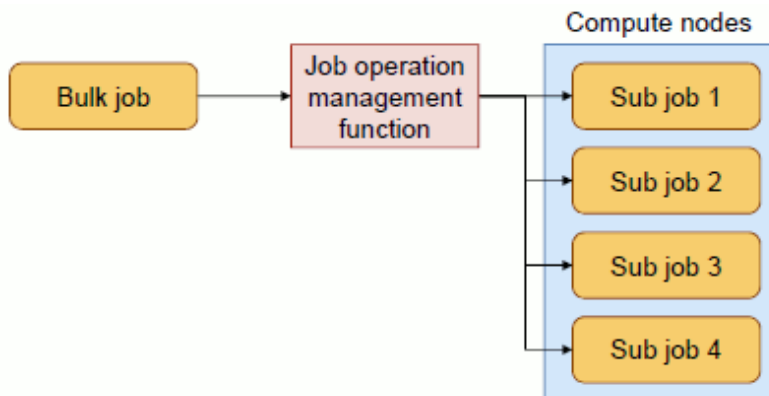 Compute nodes
Bulk job
Job operation
management
function
Sub job 1
Sub job 2
Sub job 3
Sub job 4